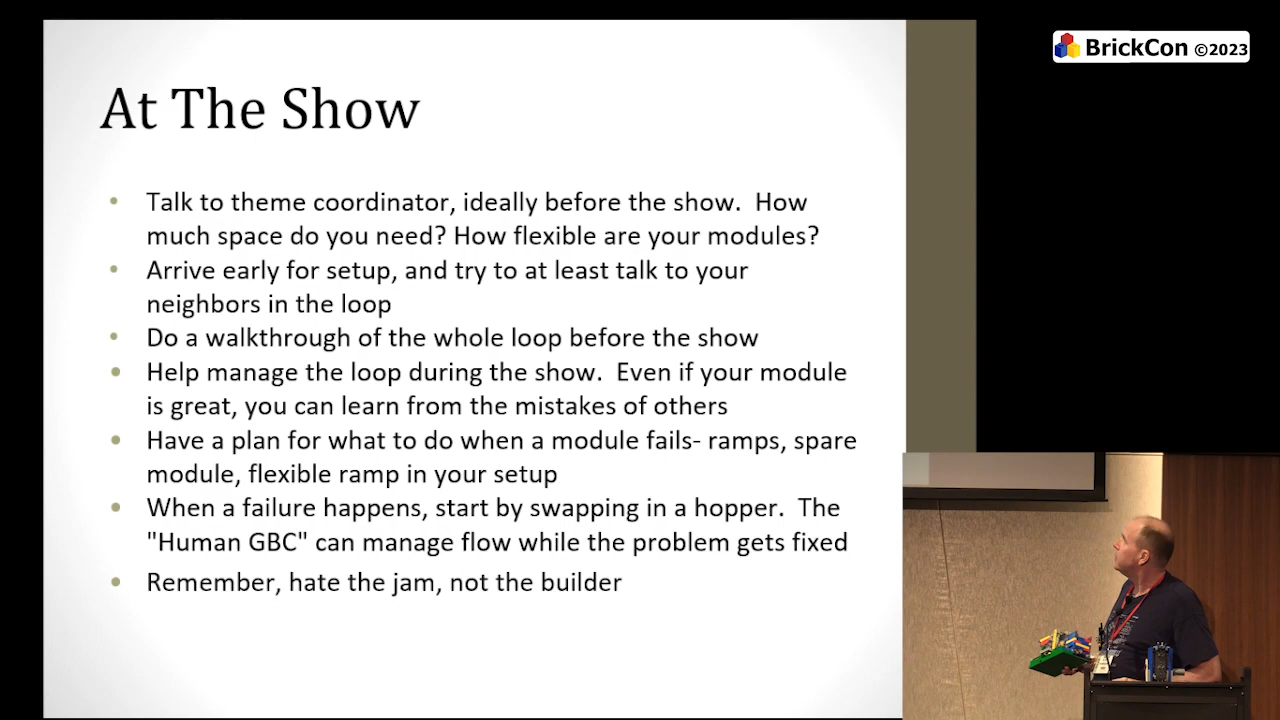 BrickCon ©2023
At The Show
• Talk to theme coordinator, ideally before the show.  How
much space do you need? How flexible are your modules?
• Arrive early for setup, and try to at least talk to your
neighbors in the loop
• Do a walkthrough of the whole loop before the show
• Help manage the loop during the show.  Even if your module
is great, you can learn from the mistakes of others
• Have a plan for what to do when a module fails- ramps, spare
module, flexible ramp in your setup
• When a failure happens, start by swapping in a hopper.  The
"Human GBC" can manage flow while the problem gets fixed
• Remember, hate the jam, not the builder